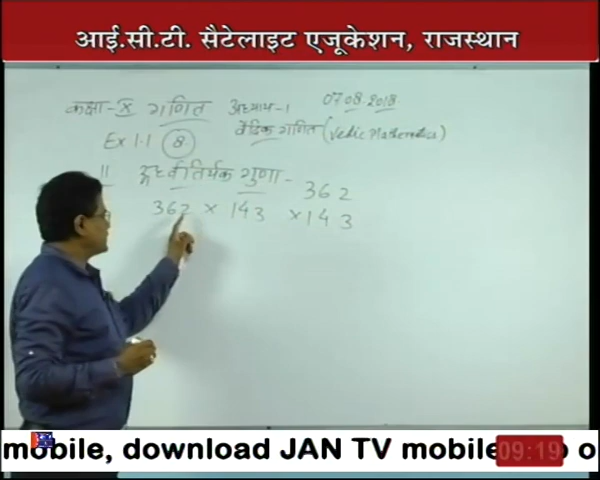 आई.सी.टी. सैटेलाइट एजूकेशन, राजस्थान
07.08.2018
कक्षा-X गणित अध्याय-1
वैदिक गणित (Vedic Mathematics)
Ex 1.1 8.
II ऊर्ध्वतिर्यक गुणा-
362
362 × 143 ×143
mobile, download JAN TV mobile
09:19